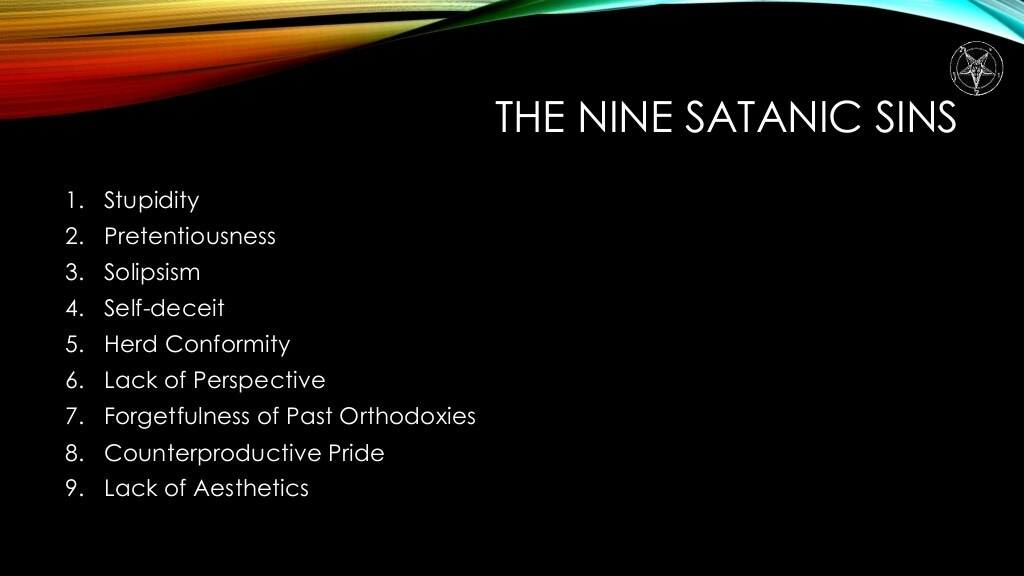 THE NINE SATANIC SINS
1. Stupidity
2. Pretentiousness
3. Solipsism
4. Self-deceit
5. Herd Conformity
6. Lack of Perspective
7. Forgetfulness of Past Orthodoxies
8. Counterproductive Pride
9. Lack of Aesthetics